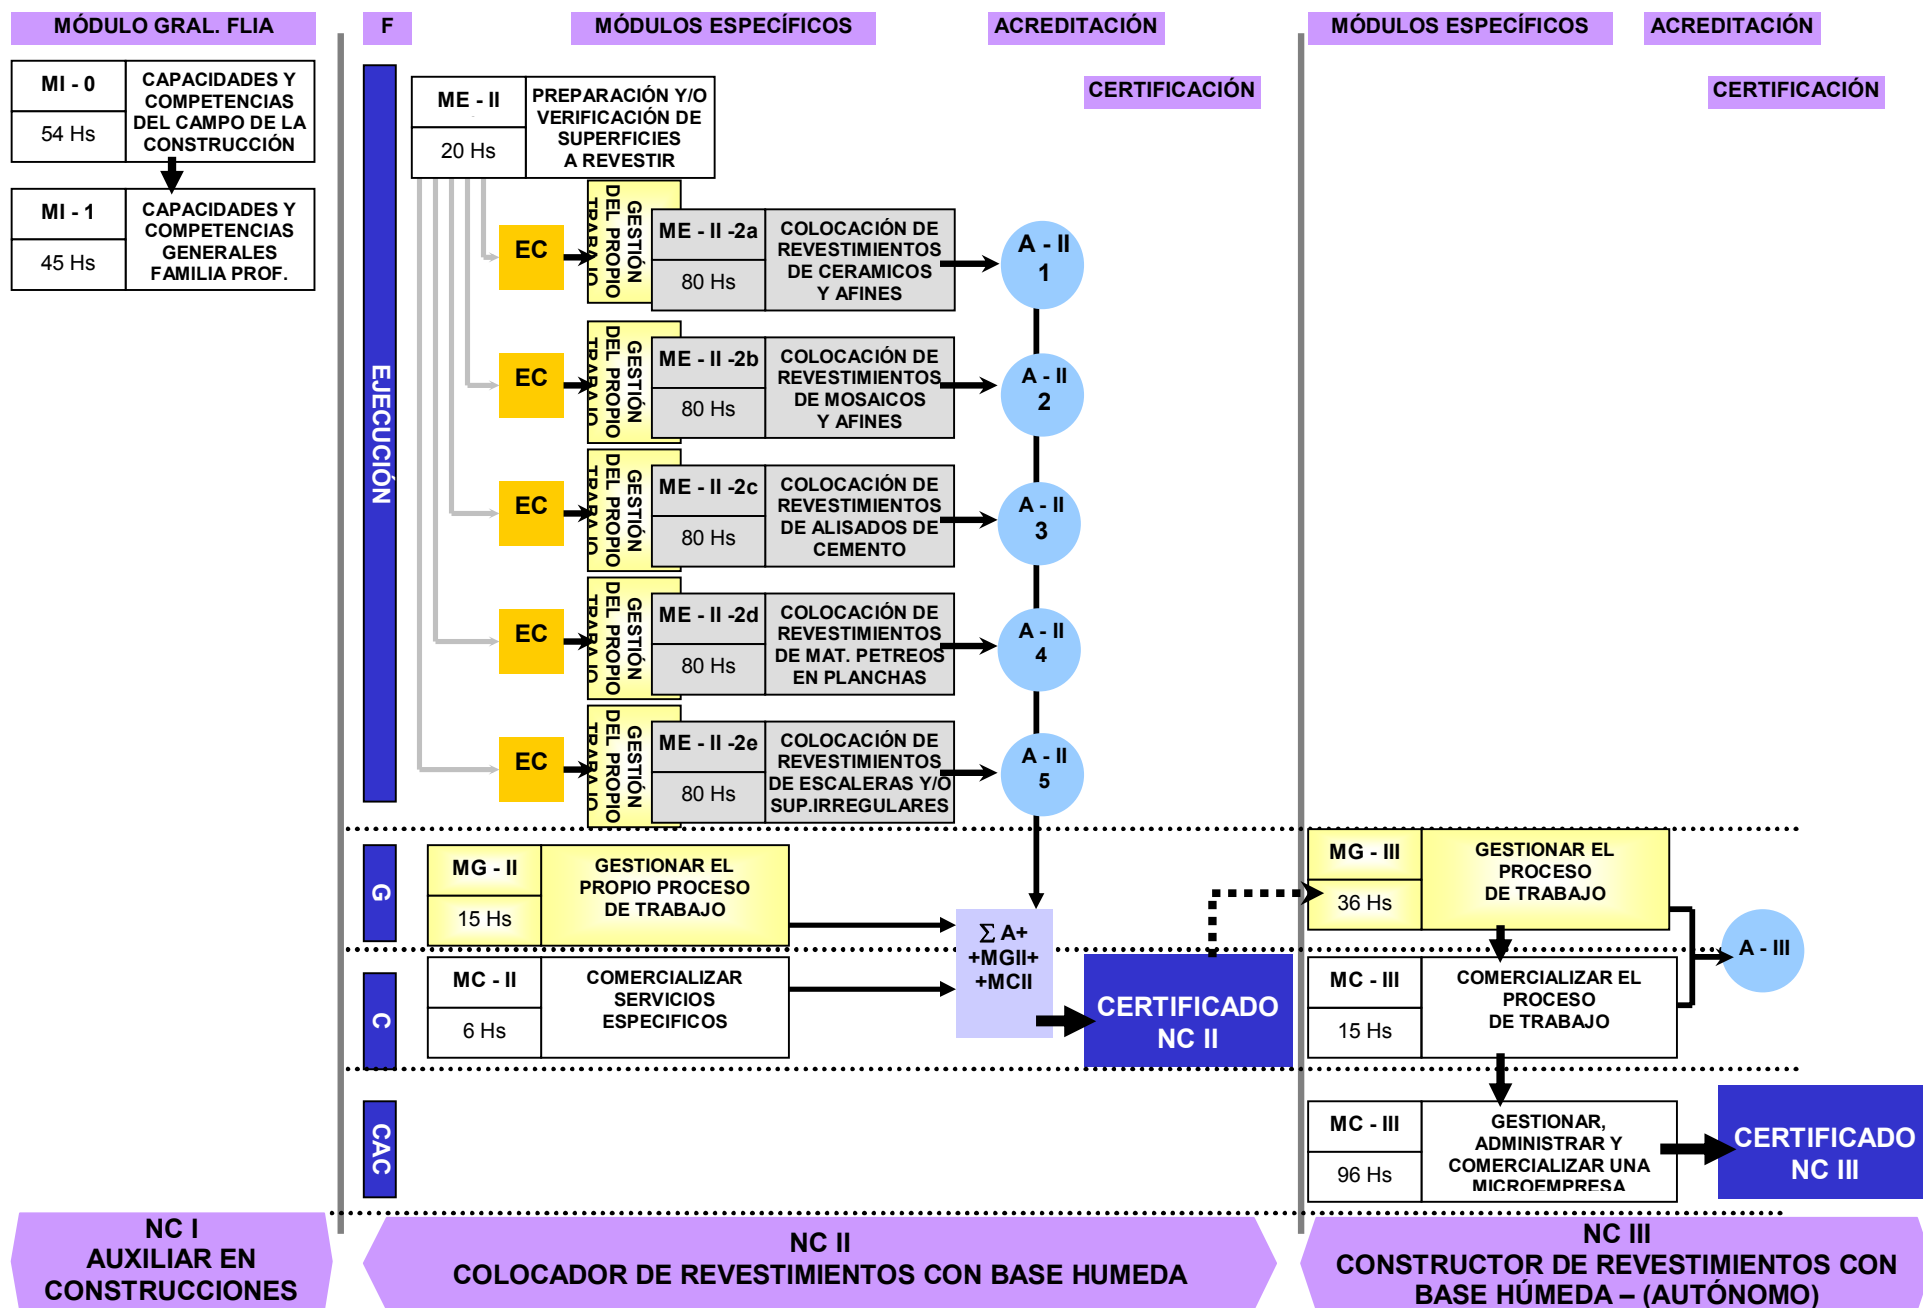 MÓDULO GRAL. FLIA
F
MÓDULOS ESPECÍFICOS
ACREDITACIÓN
MÓDULOS ESPECÍFICOS
ACREDITACIÓN
CERTIFICACIÓN
CERTIFICACIÓN
MI - 0
54 Hs
CAPACIDADES Y
COMPETENCIAS
DEL CAMPO DE LA
CONSTRUCCIÓN
MI - 1
45 Hs
CAPACIDADES Y
COMPETENCIAS
GENERALES
FAMILIA PROF.
EJECUCIÓN
ME - II
20 Hs
PREPARACIÓN Y/O
VERIFICACIÓN DE
SUPERFICIES
A REVESTIR
EC
GESTIÓN
DEL PROPIO
TRABAJO
ME - II -2a
80 Hs
COLOCACIÓN DE
REVESTIMIENTOS
DE CERAMICOS
Y AFINES
A - II
1
EC
GESTIÓN
DEL PROPIO
TRABAJO
ME - II -2b
80 Hs
COLOCACIÓN DE
REVESTIMIENTOS
DE MOSAICOS
Y AFINES
A - II
2
EC
GESTIÓN
DEL PROPIO
TRABAJO
ME - II -2c
80 Hs
COLOCACIÓN DE
REVESTIMIENTOS
DE ALISADOS DE
CEMENTO
A - II
3
EC
GESTIÓN
DEL PROPIO
TRABAJO
ME - II -2d
80 Hs
COLOCACIÓN DE
REVESTIMIENTOS
DE MAT. PETREOS
EN PLANCHAS
A - II
4
EC
GESTIÓN
DEL PROPIO
TRABAJO
ME - II -2e
80 Hs
COLOCACIÓN DE
REVESTIMIENTOS
DE ESCALERAS Y/O
SUP.IRREGULARES
A - II
5
G
MG - II
15 Hs
GESTIONAR EL
PROPIO PROCESO
DE TRABAJO
C
MC - II
6 Hs
COMERCIALIZAR
SERVICIOS
ESPECIFICOS
∑ A+
+MGII+
+MCII
CERTIFICADO
NC II
CAC
MG - III
36 Hs
GESTIONAR EL
PROCESO
DE TRABAJO
MC - III
15 Hs
COMERCIALIZAR EL
PROCESO
DE TRABAJO
A - III
MC - III
96 Hs
GESTIONAR,
ADMINISTRAR Y
COMERCIALIZAR UNA
MICROEMPRESA
CERTIFICADO
NC III
NC I
AUXILIAR EN
CONSTRUCCIONES
NC II
COLOCADOR DE REVESTIMIENTOS CON BASE HUMEDA
NC III
CONSTRUCTOR DE REVESTIMIENTOS CON
BASE HÚMEDA – (AUTÓNOMO)